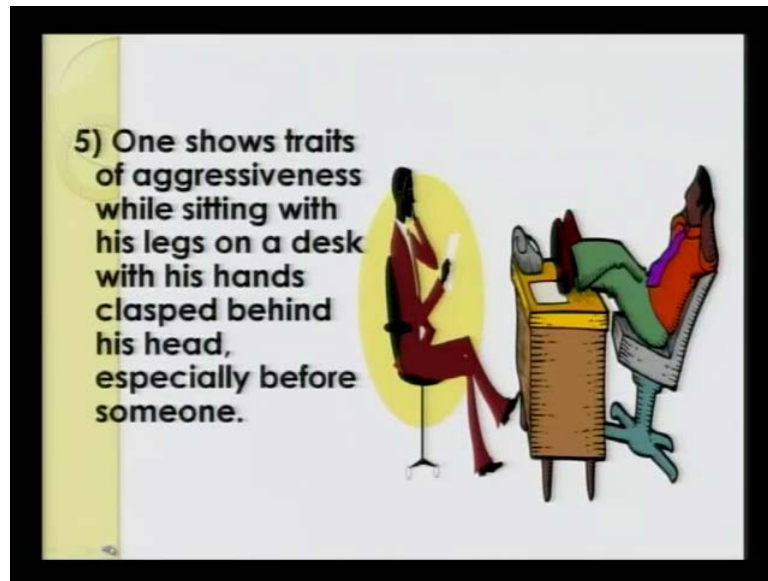 5) One shows traits
of aggressiveness
while sitting with
his legs on a desk
with his hands
clasped behind
his head,
especially before
someone.